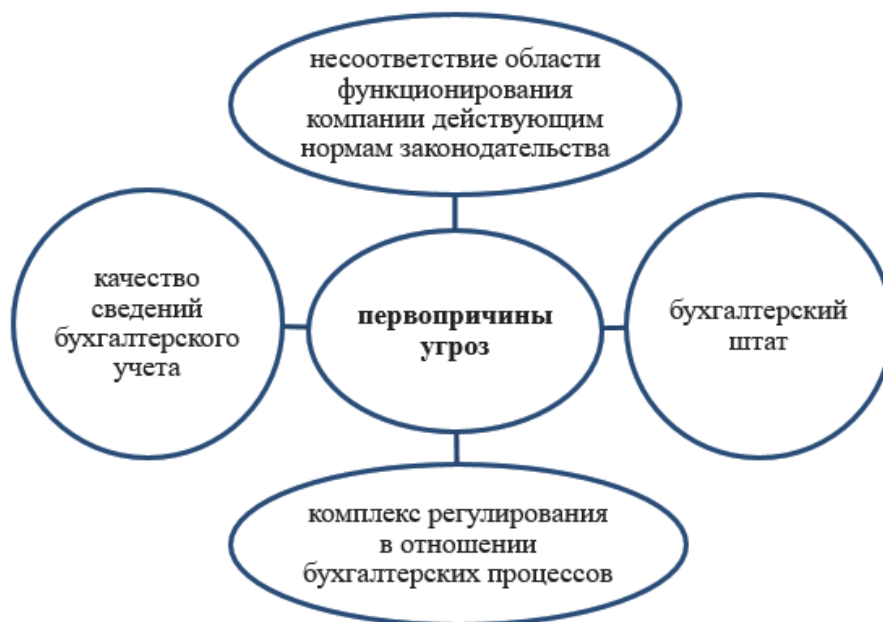 несоответствие области
функционирования
компании действующим
нормам законодательства
качество
сведений
бухгалтерского
учета
первопричины
угроз
бухгалтерский
штат
комплекс регулирования
в отношении
бухгалтерских процессов